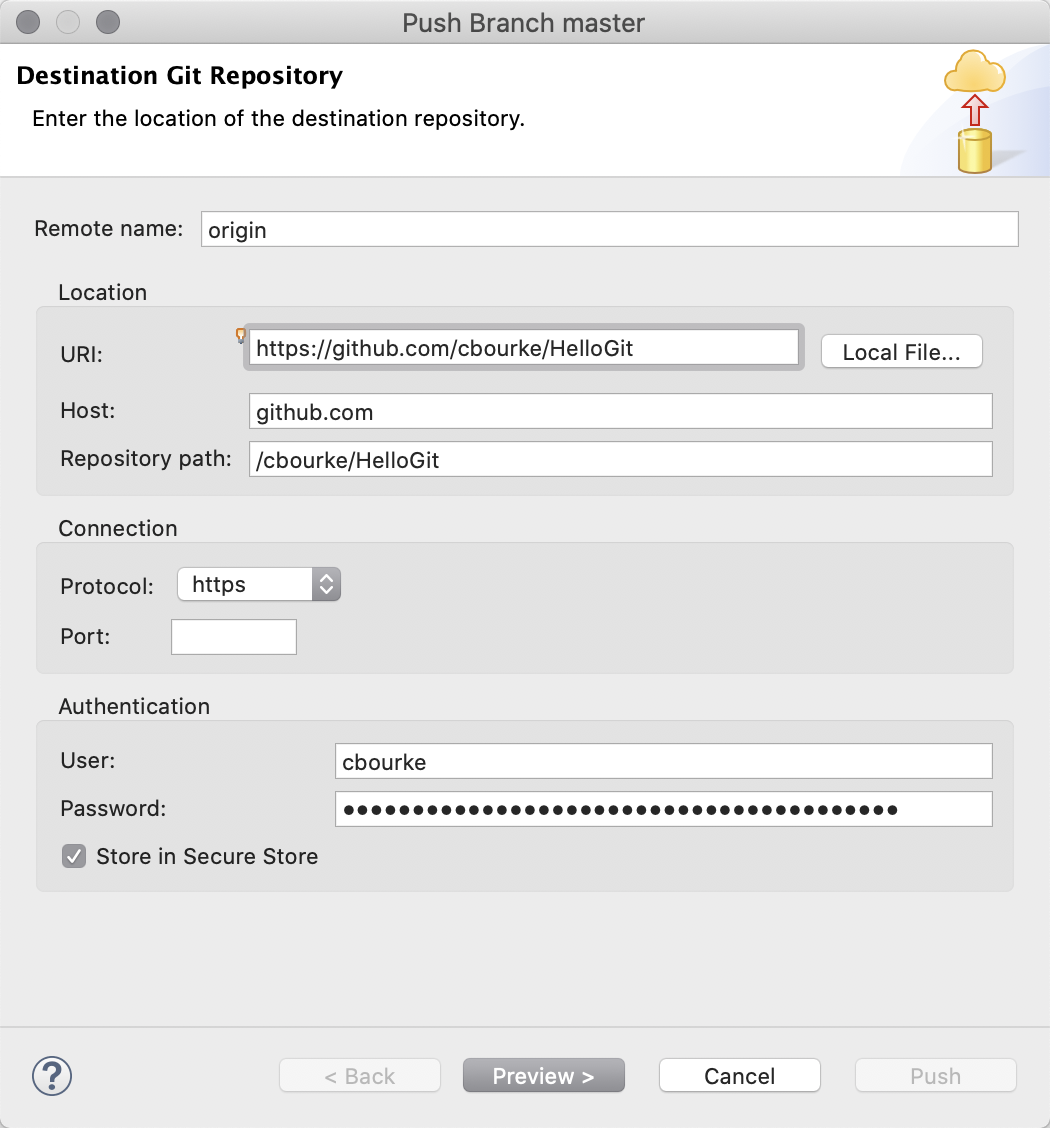 Push Branch master
Destination Git Repository
Enter the location of the destination repository.
Remote name: origin
Location
URI: https://github.com/cbourke/HelloGit Local File...
Host: github.com
Repository path: /cbourke/HelloGit
Connection
Protocol: https
Port:
Authentication
User: cbourke
Password: ●●●●●●●●●●●●●●●●●●●●●●●●●●●●●●●●●●●●●●●●
Store in Secure Store
? < Back Preview > Cancel Push